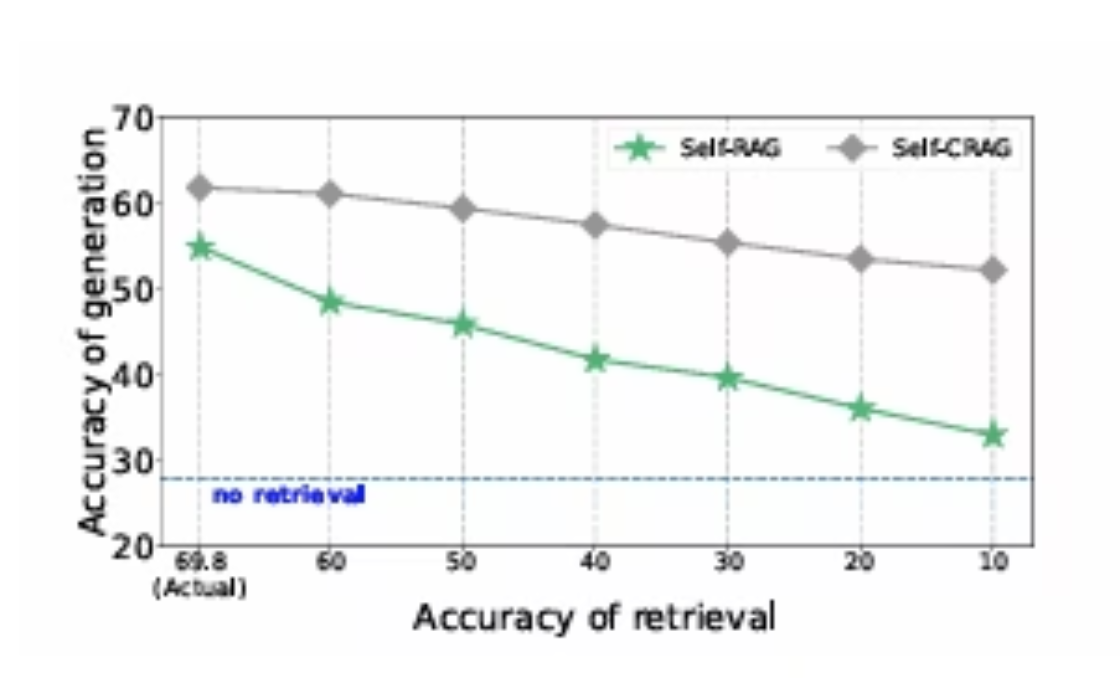 70
60
50
40
30
20
Accuracy of generation
Self-RAG Self-CRAG
no retrieval
69.8 60 50 40 30 20 10
(Actual)
Accuracy of retrieval